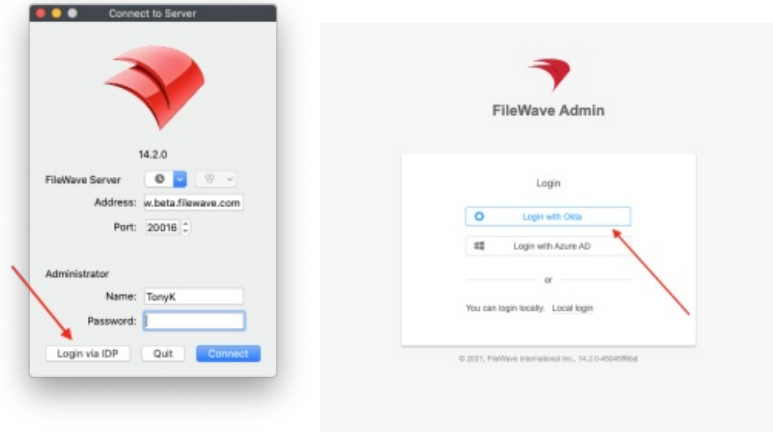 Connect to Server
14.2.0
FileWave Server
Address: w.beta.filewave.com
Port: 20016
Administrator
Name: TonyK
Password:
Login via IDP Quit Connect
FileWave Admin
Login
Login with Okta
Login with Azure AD
or
You can login locally. Local login
© 2021, FileWave International Inc., 14.2.0-